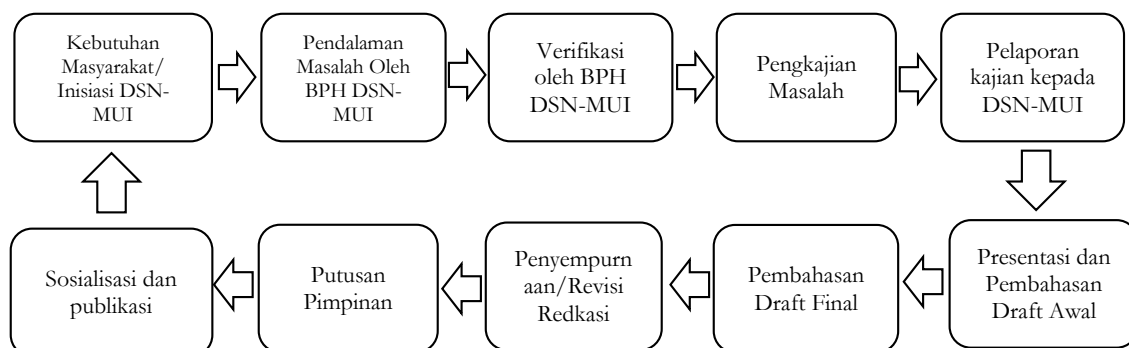 Kebutuhan
Masyarakat/
Inisiasi DSN-
MUI
Pendalaman
Masalah Oleh
BPH DSN-
MUI
Verifikasi
oleh BPH
DSN-MUI
Pengkajian
Masalah
Pelaporan
kajian kepada
DSN-MUI
Presentasi dan
Pembahasan
Draft Awal
Pembahasan
Draft Final
Penyempurn
aan/Revisi
Redkasi
Putusan
Pimpinan
Sosialisasi dan
publikasi